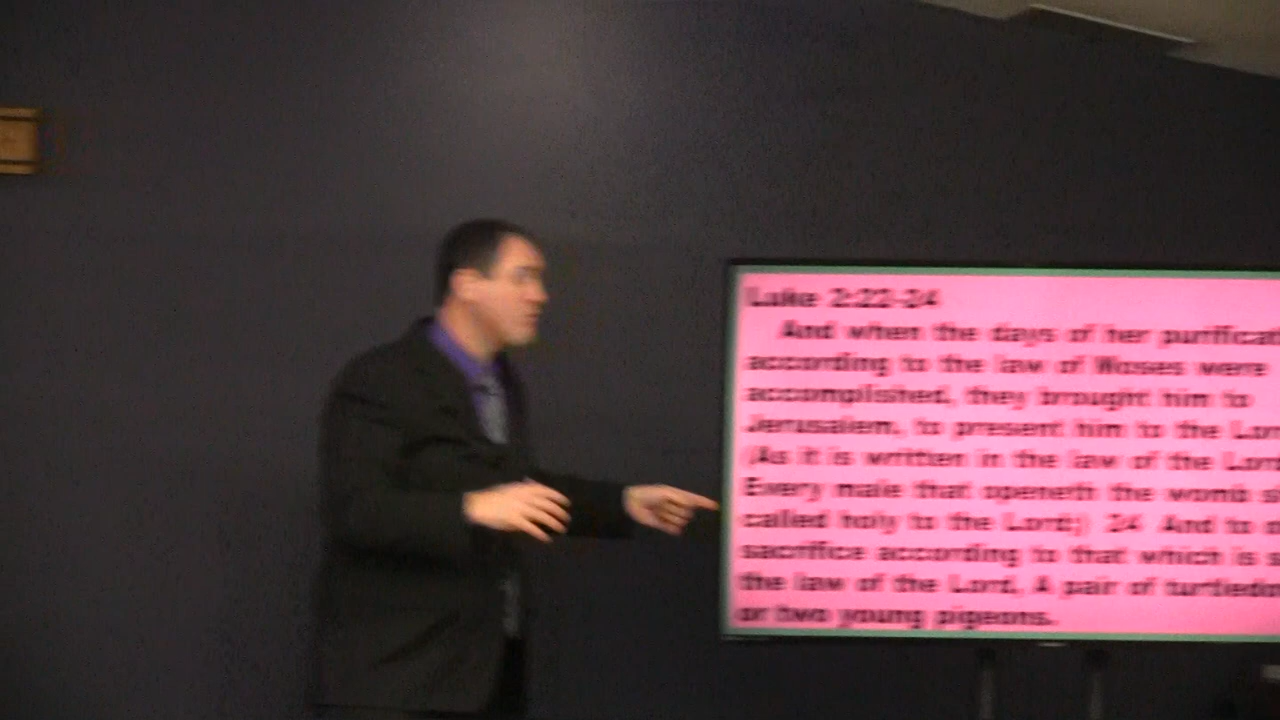 Luke 2:22-24
And when the days of her purificat
according to the law of Moses were
accomplished, they brought him to
Jerusalem, to present him to the Lor
(As it is written in the law of the Lord
Every male that openeth the womb s
called holy to the Lord;) 24 And to o
sacrifice according to that which is s
the law of the Lord, A pair of turtledo
or two young pigeons.